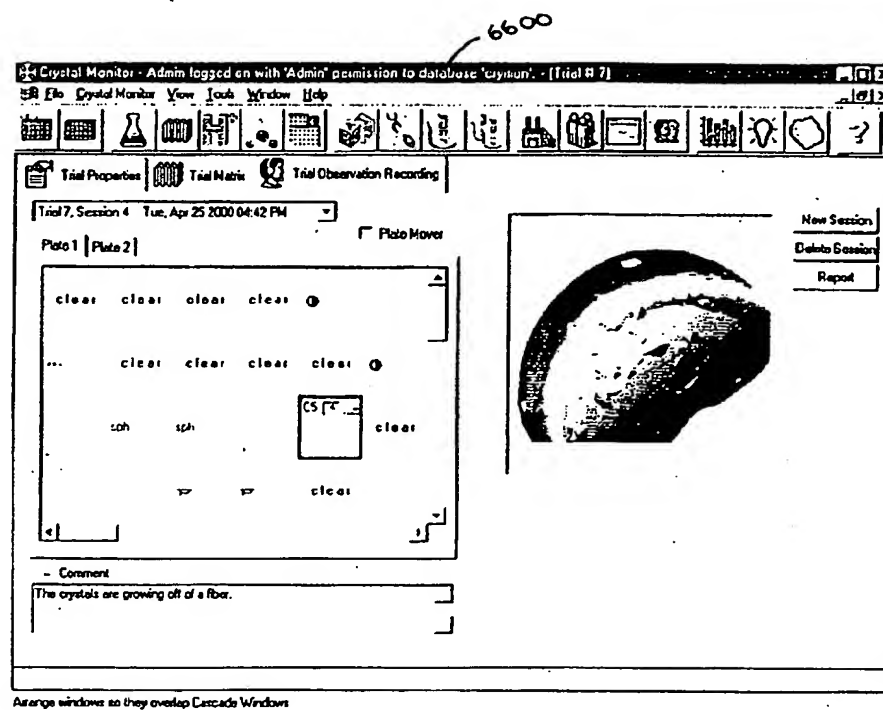 6600
Crystal Monitor - Admin logged on with 'Admin' permission to database 'crymon'. - [Trial # 7]
File Crystal Monitor View Tools Window Help
Trial Properties Trial Matrix Trial Observation Recording
Trial 7, Session 4 Tue, Apr 25 2000 04:42 PM
Plate Mover
New Session
Delete Session
Report
Plate 1 Plate 2
clear clear clear clear
... clear clear clear clear
C5
sph sph clear
clear
Comment
The crystals are growing off of a fiber.
Arrange windows so they overlap Cascade Windows